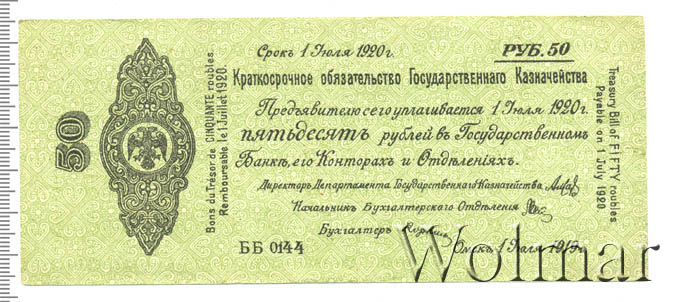 50
Bons du Trésor de CINQUANTE roubles.
Remboursable le 1 Juillet 1920.
Срокъ 1 Июля 1920 г.
РУБ. 50
Краткосрочное обязательство Государственнаго Казначейства
Предъявителю сего уплачивается 1 Июля 1920 г.
пятьдесятъ рублей въ Государственномъ
Банкѣ, его Конторахъ и Отдѣленіяхъ.
Директоръ Департамента Государственнаго Казначейства
Начальникъ Бухгалтерскаго Отдѣленія
Бухгалтеръ
ББ 0144
Омскъ 1 Июля 1919 г.
Treasury Bill of FIFTY roubles
Payable on 1 July 1920
Wolmar